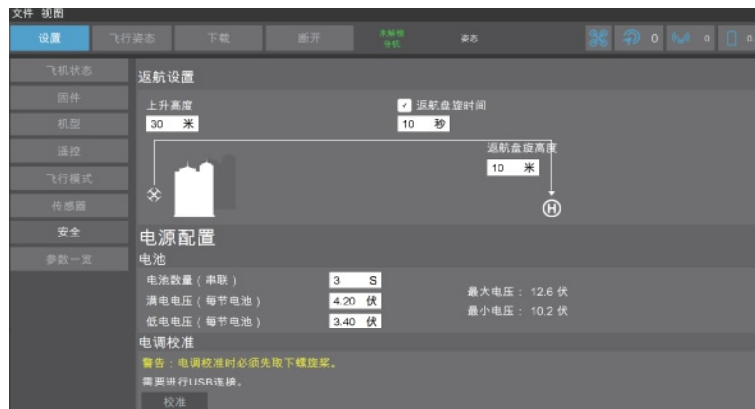 文件 视图
设置 飞行姿态 下载 断开 未解锁 姿态 0 0 0.
待机
飞机状态
固件
机型
遥控
飞行模式
传感器
安全
参数一览
返航设置
上升高度 ✓ 返航盘旋时间
30 米 10 秒
返航盘旋高度
10 米
H
电源配置
电池
电池数量（串联） 3 S
满电电压（每节电池） 4.20 伏 最大电压： 12.6 伏
低电电压（每节电池） 3.40 伏 最小电压： 10.2 伏
电调校准
警告：电调校准时必须先取下螺旋桨。
需要进行USB连接。
校准